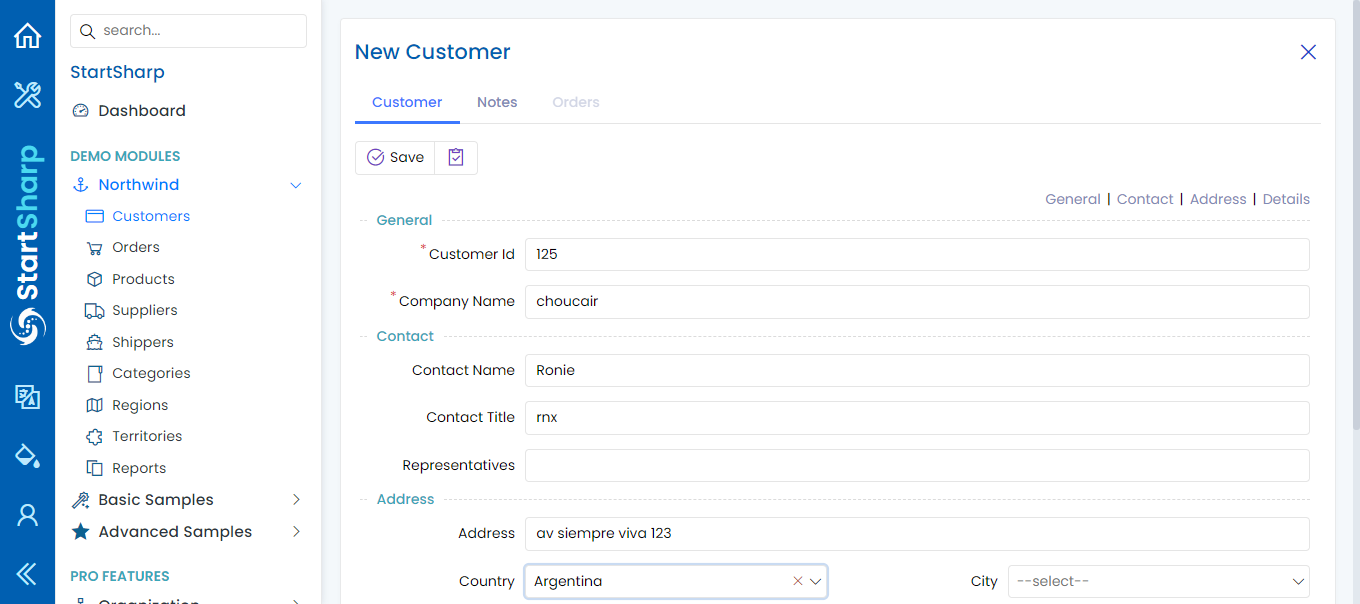 search...
StartSharp
Dashboard
DEMO MODULES
Northwind
Customers
Orders
Products
Suppliers
Shippers
Categories
Regions
Territories
Reports
Basic Samples
Advanced Samples
PRO FEATURES
Organization
StartSharp
New Customer
Customer Notes Orders
Save
General | Contact | Address | Details
General
* Customer Id 125
* Company Name choucair
Contact
Contact Name Ronie
Contact Title rnx
Representatives
Address
Address av siempre viva 123
Country Argentina City --select--